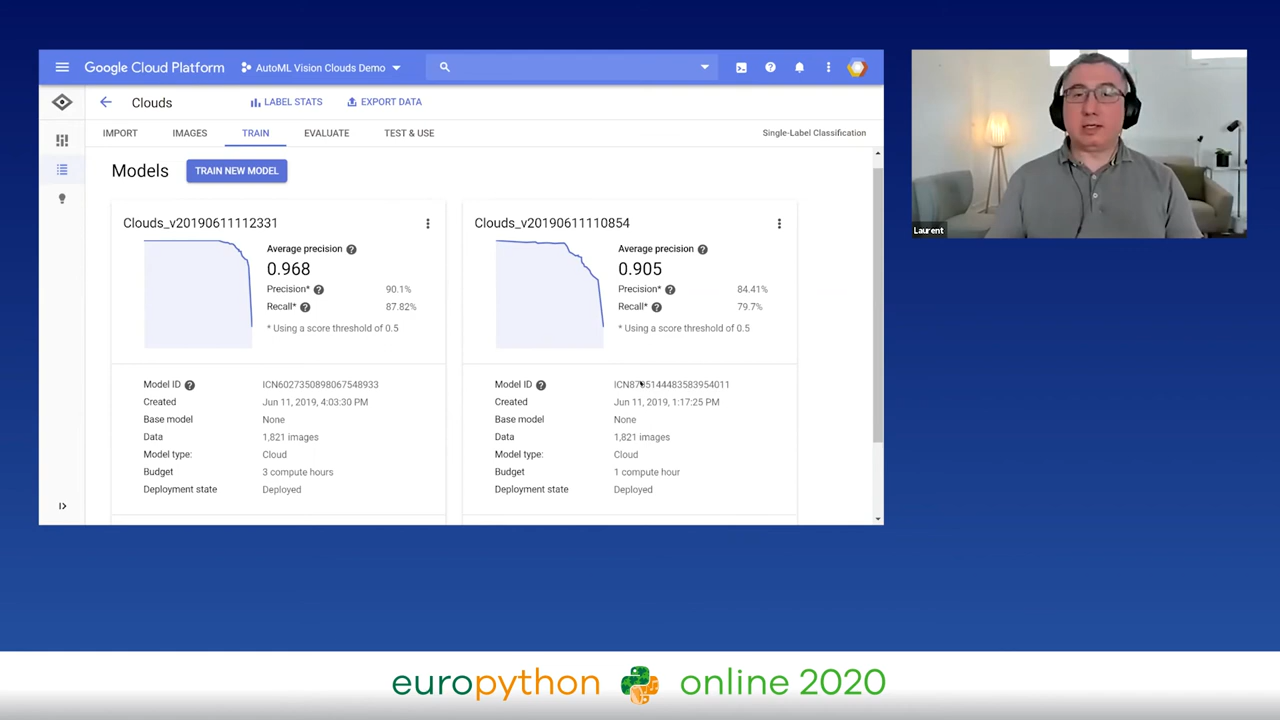 Google Cloud Platform
AutoML Vision Clouds Demo
Clouds
LABEL STATS
EXPORT DATA
IMPORT
IMAGES
TRAIN
EVALUATE
TEST & USE
Single-Label Classification
Models
TRAIN NEW MODEL
Clouds_v20190611112331
Average precision
0.968
Precision* 90.1%
Recall* 87.82%
* Using a score threshold of 0.5
Model ID ICN6027350898067548933
Created Jun 11, 2019, 4:03:30 PM
Base model None
Data 1,821 images
Model type: Cloud
Budget 3 compute hours
Deployment state Deployed
Clouds_v20190611110854
Average precision
0.905
Precision* 84.41%
Recall* 79.7%
* Using a score threshold of 0.5
Model ID
Created Jun 11, 2019, 1:17:25 PM
Base model None
Data 1,821 images
Model type: Cloud
Budget 1 compute hour
Deployment state Deployed
Laurent
europython online 2020